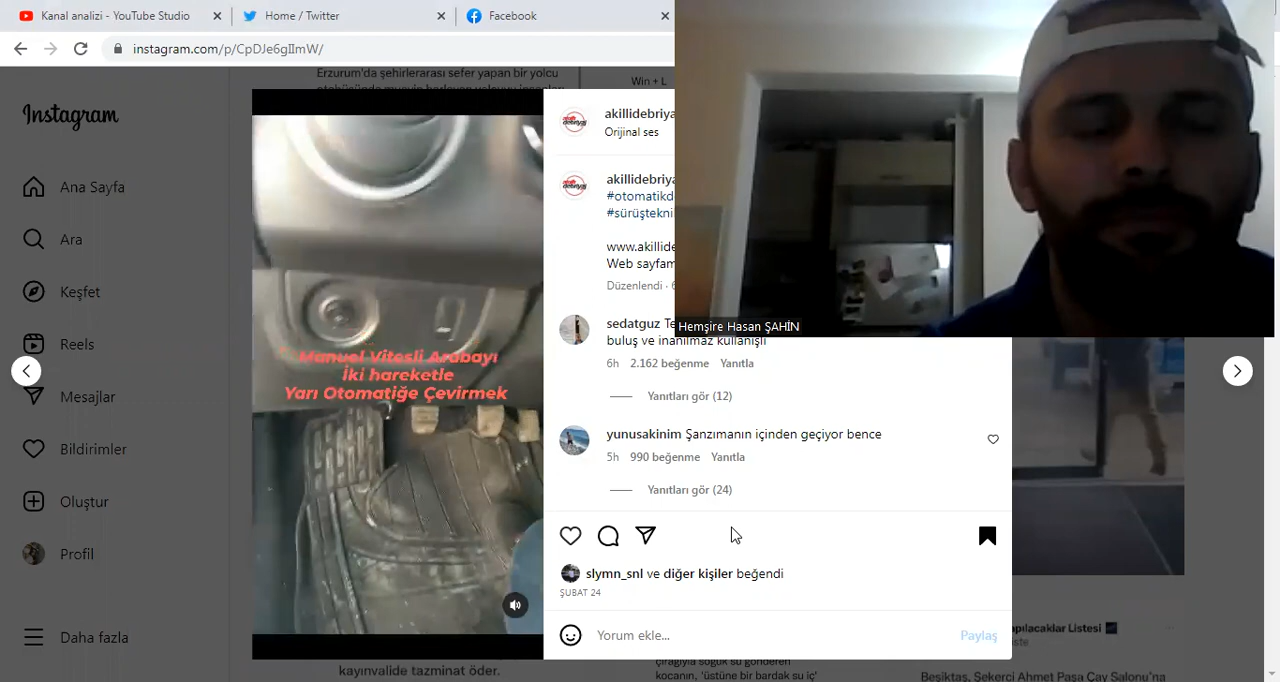 Kanal analizi - YouTube Studio
Home / Twitter
Facebook
instagram.com/p/CpDJe6gIImW/
Erzurum'da şehirlerarası sefer yapan bir yolcu
Win + L
Instagram
Ana Sayfa
Ara
Keşfet
Reels
Mesajlar
Bildirimler
Oluştur
Profil
Daha fazla
Manuel Vitesli Arabayı
İki hareketle
Yarı Otomatiğe Çevirmek
akillidebriya
Orijinal ses
akillidebriya
#otomatikd
#sürüştekni
www.akillide
Web sayfam
Düzenlendi ·
sedatguz Te
buluş ve inanılmaz kullanışlı
6h 2.162 beğenme Yanıtla
Yanıtları gör (12)
yunusakinim Şanzımanın içinden geçiyor bence
5h 990 beğenme Yanıtla
Yanıtları gör (24)
slymn_snl ve diğer kişiler beğendi
ŞUBAT 24
Yorum ekle...
Paylaş
Hemşire Hasan ŞAHİN
kayınvalide tazminat öder.
çırağıyla soğuk su gönderen
kocanın, 'üstüne bir bardak su iç'
apılacaklar Listesi
Beşiktaş, Şekerci Ahmet Paşa Çay Salonu'na